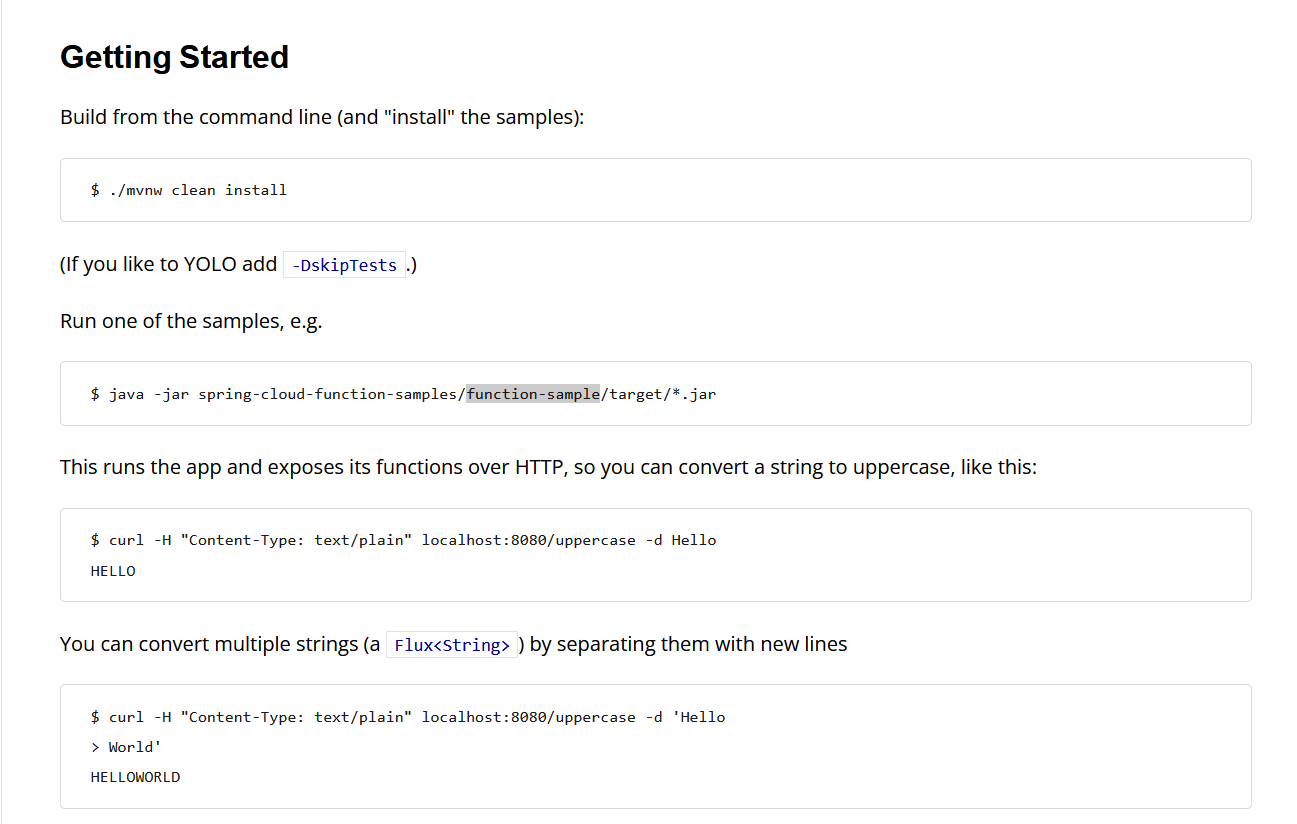 Getting Started
Build from the command line (and "install" the samples):
$ ./mvnw clean install
(If you like to YOLO add -DskipTests.)
Run one of the samples, e.g.
$ java -jar spring-cloud-function-samples/function-sample/target/*.jar
This runs the app and exposes its functions over HTTP, so you can convert a string to uppercase, like this:
$ curl -H "Content-Type: text/plain" localhost:8080/uppercase -d Hello
HELLO
You can convert multiple strings (a Flux<String>) by separating them with new lines
$ curl -H "Content-Type: text/plain" localhost:8080/uppercase -d 'Hello
> World'
HELLOWORLD